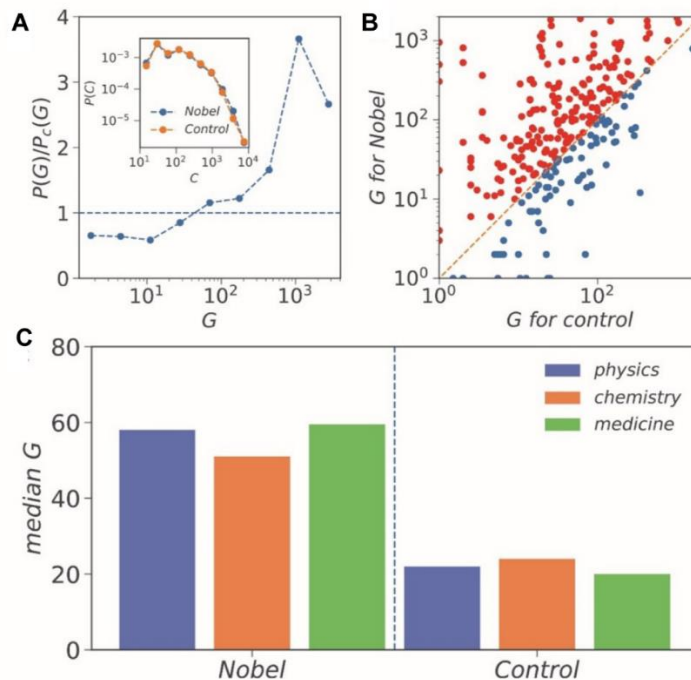 A
P(G)/P_c(G)
4
3
2
1
0
10^1
10^2
10^3
G
P(C)
10^-3
10^-4
10^-5
Nobel
Control
10^1
10^2
10^3
10^4
C
B
G for Nobel
10^3
10^2
10^1
10^0
10^0
10^2
G for control
C
median G
80
60
40
20
0
physics
chemistry
medicine
Nobel
Control